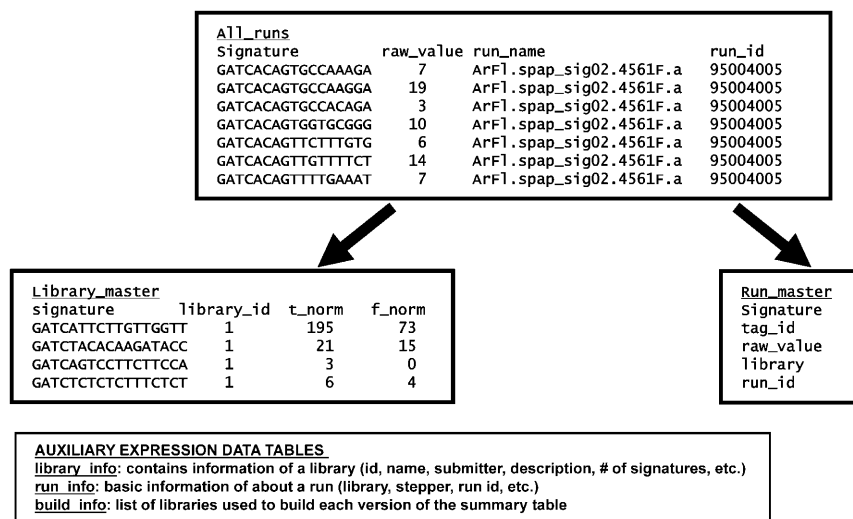 All_runs
Signature raw_value run_name run_id
GATCACAGTGCCAAAGA 7 ArFl.spap_sig02.4561F.a 95004005
GATCACAGTGCCAAGGA 19 ArFl.spap_sig02.4561F.a 95004005
GATCACAGTGCCACAGA 3 ArFl.spap_sig02.4561F.a 95004005
GATCACAGTGGTGCGGG 10 ArFl.spap_sig02.4561F.a 95004005
GATCACAGTTCTTTGTG 6 ArFl.spap_sig02.4561F.a 95004005
GATCACAGTTGTTTTCT 14 ArFl.spap_sig02.4561F.a 95004005
GATCACAGTTTTGAAAT 7 ArFl.spap_sig02.4561F.a 95004005
Library_master
signature library_id t_norm f_norm
GATCATTCTTGTTGGTT 1 195 73
GATCTACACAAGATACC 1 21 15
GATCAGTCCTTCTTCCA 1 3 0
GATCTCTCTCTTTCTCT 1 6 4
Run_master
Signature
tag_id
raw_value
library
run_id
AUXILIARY EXPRESSION DATA TABLES
library_info: contains information of a library (id, name, submitter, description, # of signatures, etc.)
run_info: basic information of about a run (library, stepper, run id, etc.)
build_info: list of libraries used to build each version of the summary table